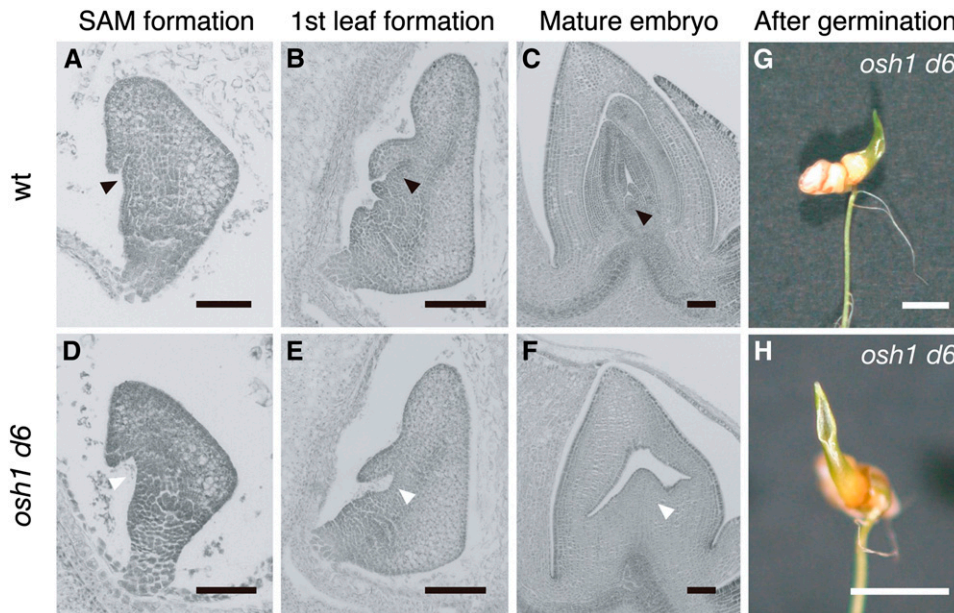 SAM formation 1st leaf formation Mature embryo After germination
A B C G osh1 d6
wt
D E F H osh1 d6
osh1 d6